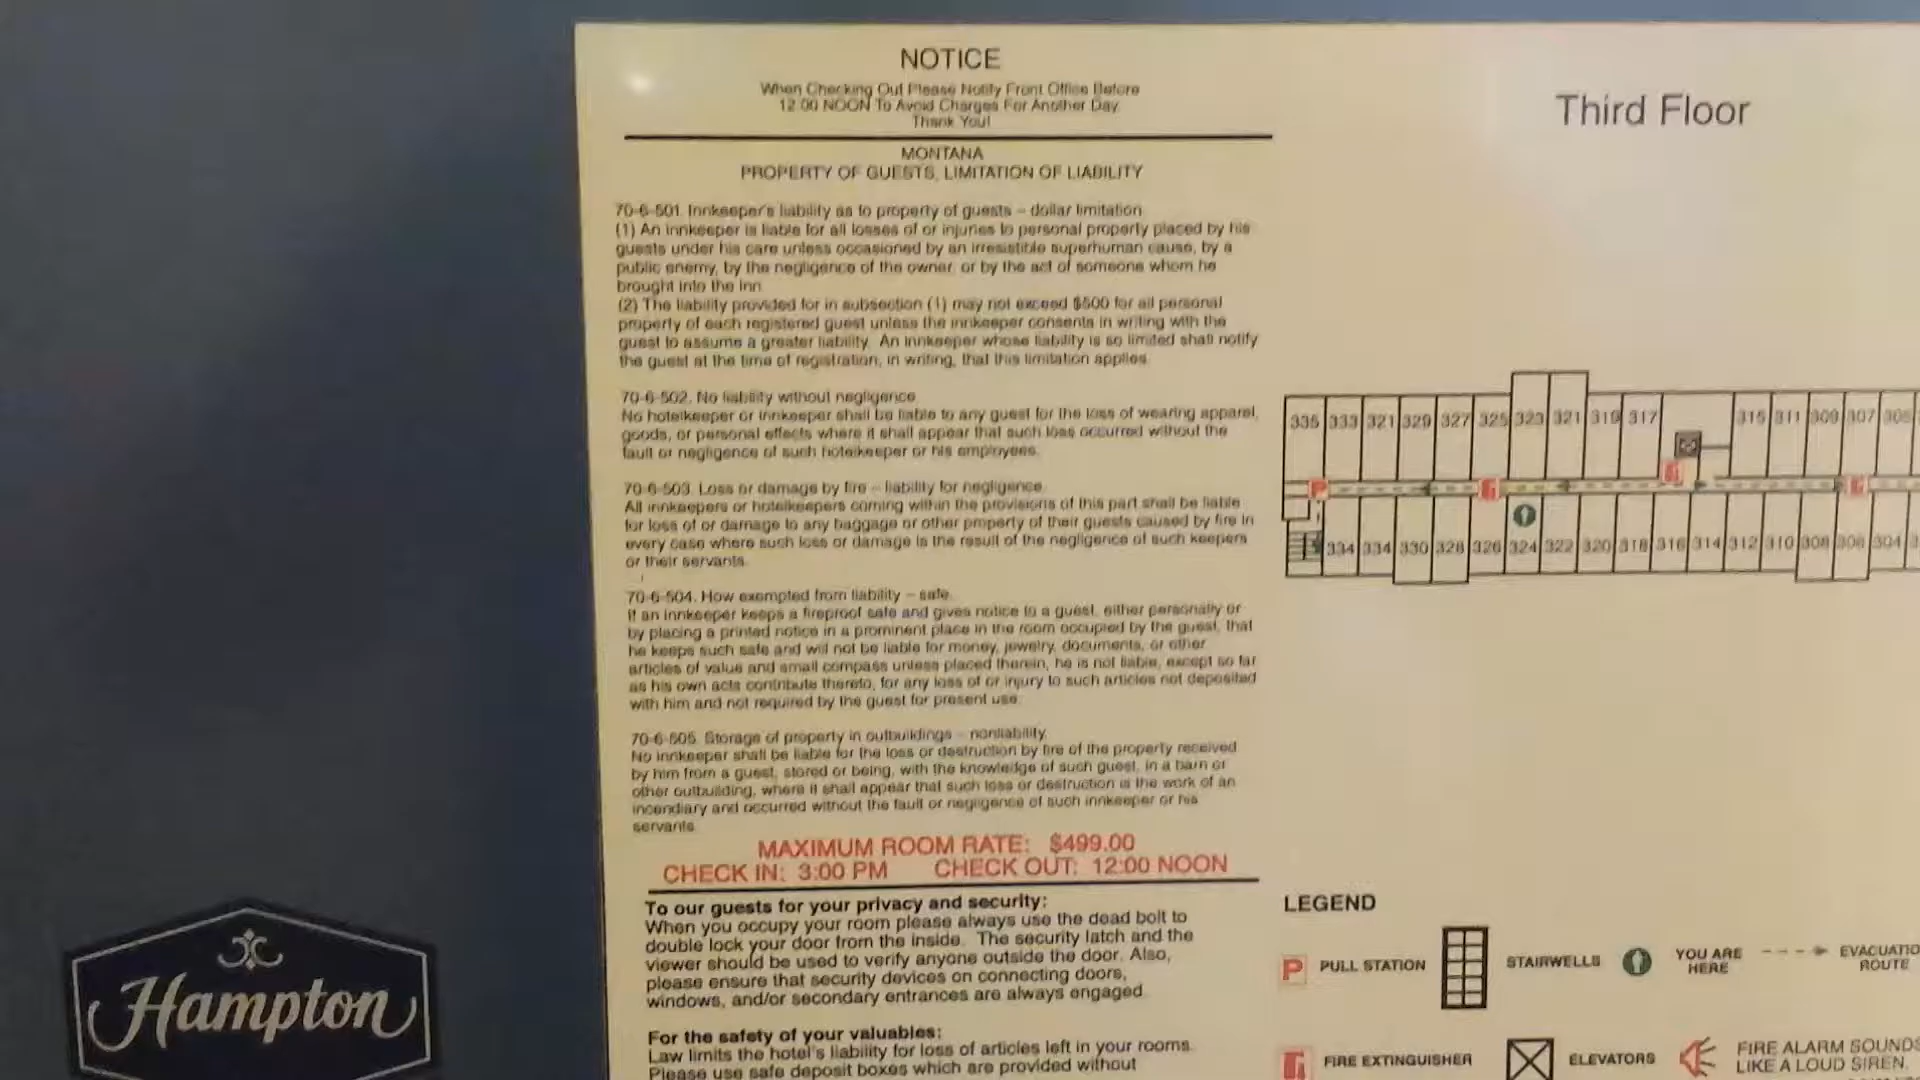 NOTICE
When Checking Out Please Notify Front Office Before
12:00 NOON To Avoid Charges For Another Day.
Thank You!
MONTANA
PROPERTY OF GUESTS, LIMITATION OF LIABILITY
70-6-501. Innkeeper's liability as to property of guests – dollar limitation.
(1) An innkeeper is liable for all losses of or injuries to personal property placed by his
guests under his care unless occasioned by an irresistible superhuman cause, by a
public enemy, by the negligence of the owner, or by the act of someone whom he
brought into the inn.
(2) The liability provided for in subsection (1) may not exceed $500 for all personal
property of each registered guest unless the innkeeper consents in writing with the
guest to assume a greater liability. An innkeeper whose liability is so limited shall notify
the guest at the time of registration, in writing, that this limitation applies.
70-6-502. No liability without negligence.
No hotelkeeper or innkeeper shall be liable to any guest for the loss of wearing apparel,
goods, or personal effects where it shall appear that such loss occurred without the
fault or negligence of such hotelkeeper or his employees.
70-6-503. Loss or damage by fire – liability for negligence.
All innkeepers or hotelkeepers coming within the provisions of this part shall be liable
for loss of or damage to any baggage or other property of their guests caused by fire in
every case where such loss or damage is the result of the negligence of such keepers
or their servants.
70-6-504. How exempted from liability – safe.
If an innkeeper keeps a fireproof safe and gives notice to a guest, either personally or
by placing a printed notice in a prominent place in the room occupied by the guest, that
he keeps such safe and will not be liable for money, jewelry, documents, or other
articles of value and small compass unless placed therein, he is not liable, except so far
as his own acts contribute thereto, for any loss of or injury to such articles not deposited
with him and not required by the guest for present use.
70-6-505. Storage of property in outbuildings – nonliability.
No innkeeper shall be liable for the loss or destruction by fire of the property received
by him from a guest, stored or being, with the knowledge of such guest, in a barn or
other outbuilding, where it shall appear that such loss or destruction is the work of an
incendiary and occurred without the fault or negligence of such innkeeper or his
servants.
MAXIMUM ROOM RATE: $499.00
CHECK IN: 3:00 PM CHECK OUT: 12:00 NOON
To our guests for your privacy and security:
When you occupy your room please always use the dead bolt to
double lock your door from the inside. The security latch and the
viewer should be used to verify anyone outside the door. Also,
please ensure that security devices on connecting doors,
windows, and/or secondary entrances are always engaged.
For the safety of your valuables:
Law limits the hotel's liability for loss of articles left in your rooms.
Please use safe deposit boxes which are provided without
Third Floor
335 333 321 329 327 325 323 321 319 317 315 311 309 307 305
P
334 334 330 328 326 324 322 320 318 316 314 312 310 308 306 304
LEGEND
P PULL STATION
STAIRWELLS
YOU ARE
HERE
EVACUATIO
ROUTE
FIRE EXTINGUISHER
ELEVATORS
FIRE ALARM SOUNDS
LIKE A LOUD SIREN.
Hampton